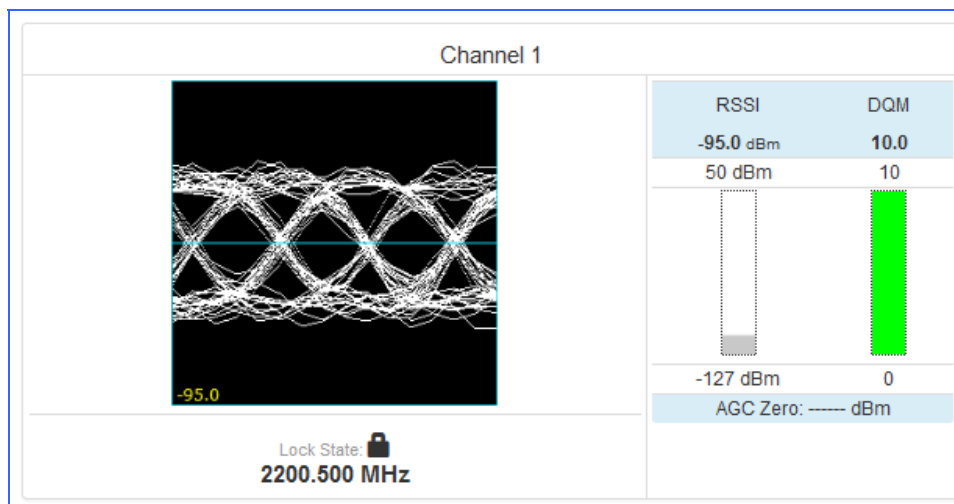 Channel 1
-95.0
Lock State:
2200.500 MHz
RSSI DQM
-95.0 dBm 10.0
50 dBm 10
-127 dBm 0
AGC Zero: ------ dBm